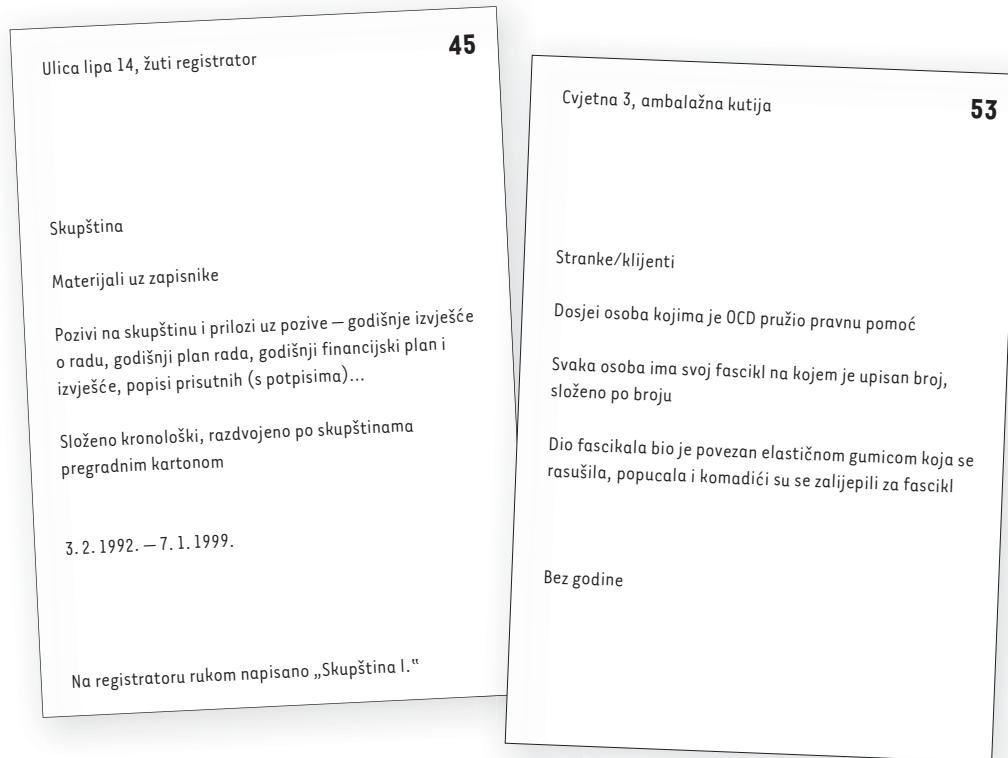 Ulica lipa 14, žuti registrator
45
Skupština
Materijali uz zapisnike
Pozivi na skupštinu i prilozi uz pozive — godišnje izvješće
o radu, godišnji plan rada, godišnji financijski plan i
izvješće, popisi prisutnih (s potpisima)...
Složeno kronološki, razdvojeno po skupštinama
pregradnim kartonom
3. 2. 1992. — 7. 1. 1999.
Na registratoru rukom napisano „Skupština I.“
Cvjetna 3, ambalažna kutija
53
Stranke/klijenti
Dosjei osoba kojima je OCD pružio pravnu pomoć
Svaka osoba ima svoj fascikl na kojem je upisan broj,
složeno po broju
Dio fascikala bio je povezan elastičnom gumicom koja se
rasušila, popucala i komadići su se zalijepili za fascikl
Bez godine